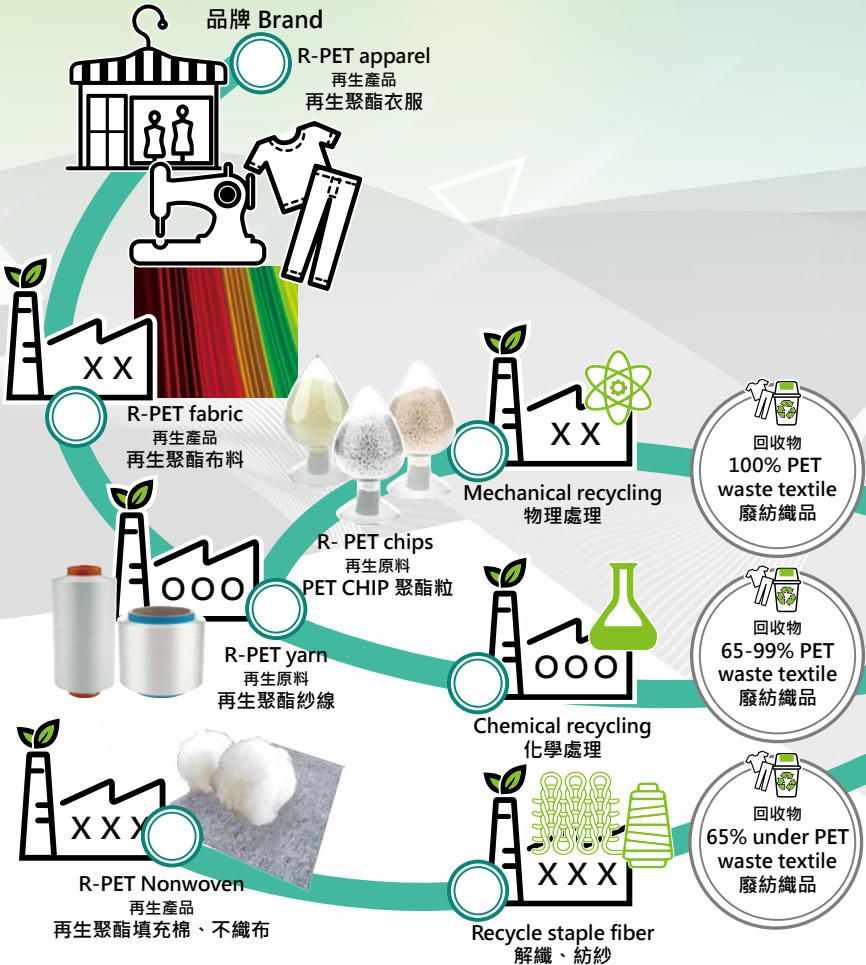 品牌 Brand
R-PET apparel
再生產品
再生聚酯衣服
X X
R-PET fabric
再生產品
再生聚酯布料
R- PET chips
再生原料
PET CHIP 聚酯粒
X X
Mechanical recycling
物理處理
回收物
100% PET
waste textile
廢紡織品
O O O
R-PET yarn
再生原料
再生聚酯紗線
O O O
Chemical recycling
化學處理
回收物
65-99% PET
waste textile
廢紡織品
X X X
R-PET Nonwoven
再生產品
再生聚酯填充棉、不織布
X X X
Recycle staple fiber
解纖、紡紗
回收物
65% under PET
waste textile
廢紡織品